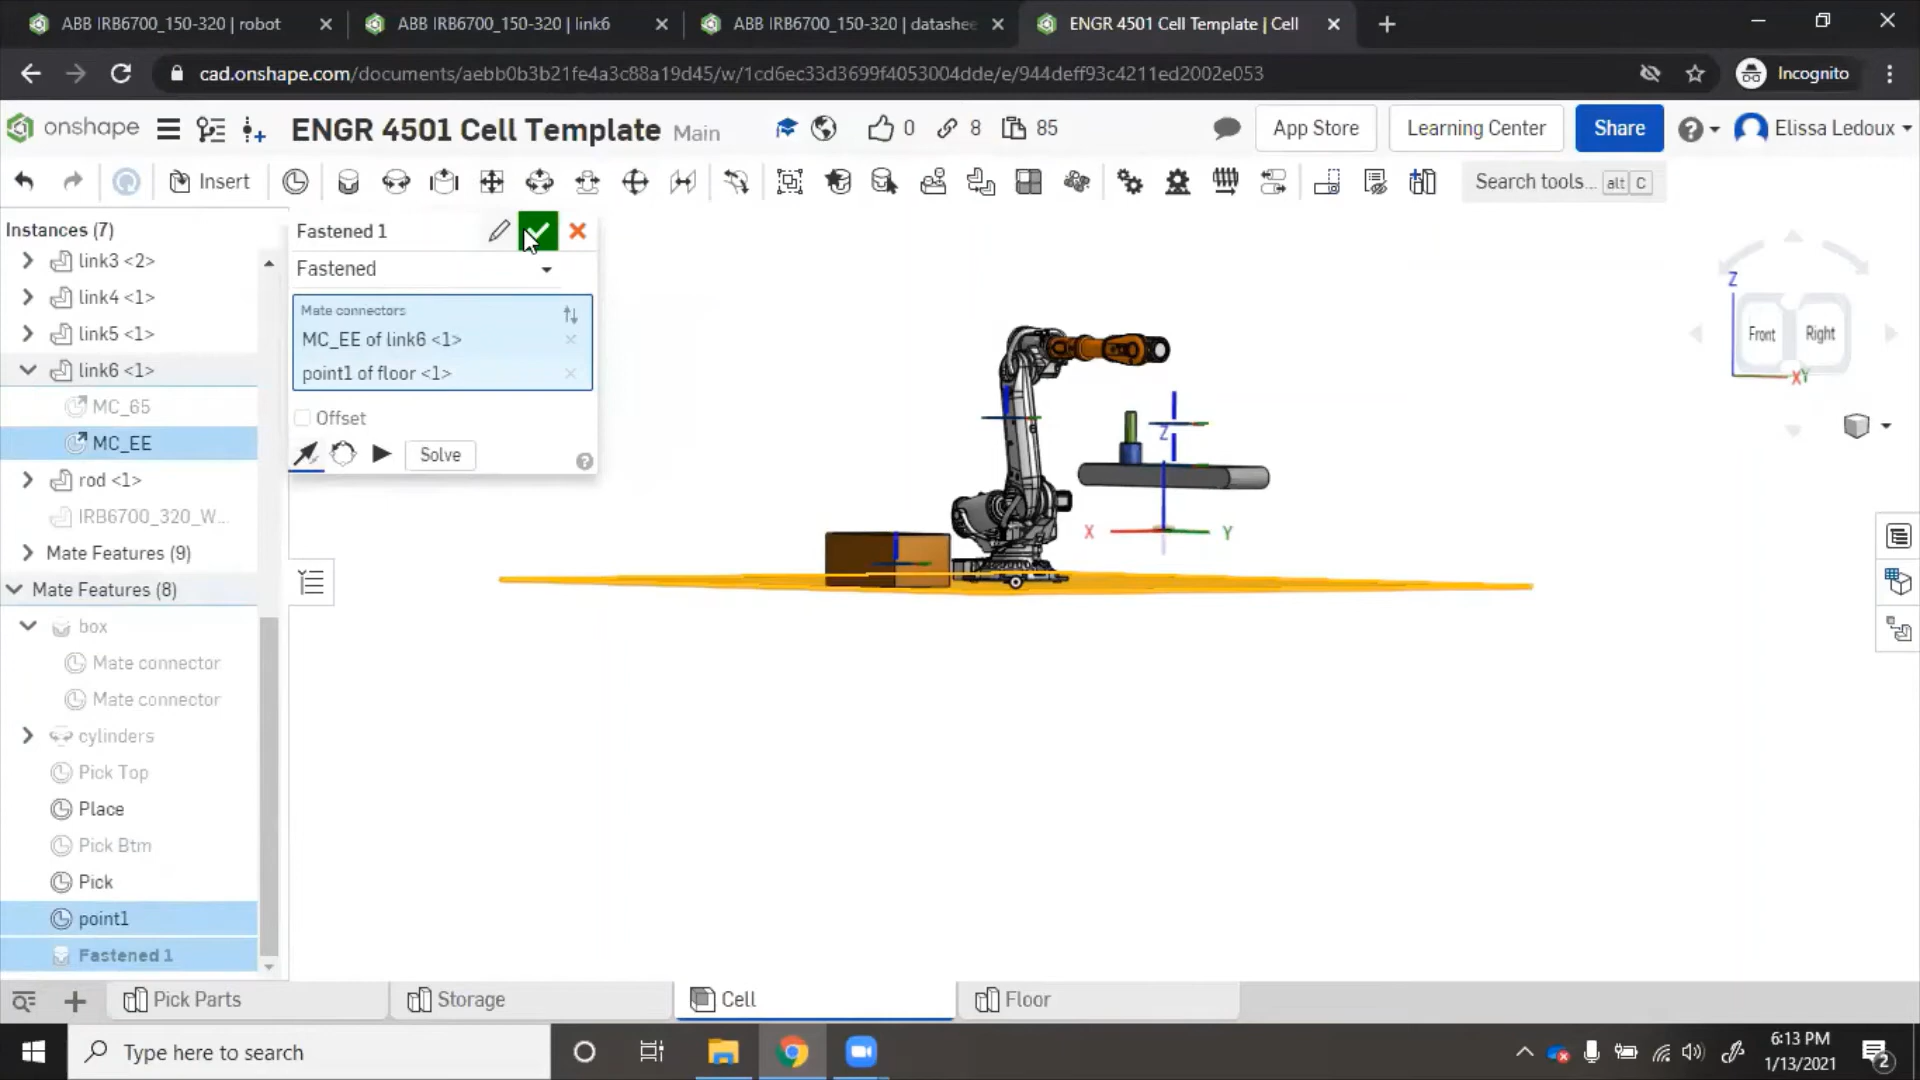 ABB IRB6700_150-320 | robot
ABB IRB6700_150-320 | link6
ABB IRB6700_150-320 | datashee
ENGR 4501 Cell Template | Cell
cad.onshape.com/documents/aebb0b3b21fe4a3c88a19d45/w/1cd6ec33d3699f4053004dde/e/944deff93c4211ed2002e053
Incognito
onshape
ENGR 4501 Cell Template Main
0
8
85
App Store
Learning Center
Share
Elissa Ledoux
Insert
Search tools... alt C
Instances (7)
link3 <2>
link4 <1>
link5 <1>
link6 <1>
MC_65
MC_EE
rod <1>
IRB6700_320_W...
Mate Features (9)
Mate Features (8)
box
Mate connector
Mate connector
cylinders
Pick Top
Place
Pick Btm
Pick
point1
Fastened 1
Fastened 1
Fastened
Mate connectors
MC_EE of link6 <1>
point1 of floor <1>
Offset
Solve
Z
X
Y
Z
Front
Right
X
Y
Pick Parts
Storage
Cell
Floor
Type here to search
6:13 PM
1/13/2021
2